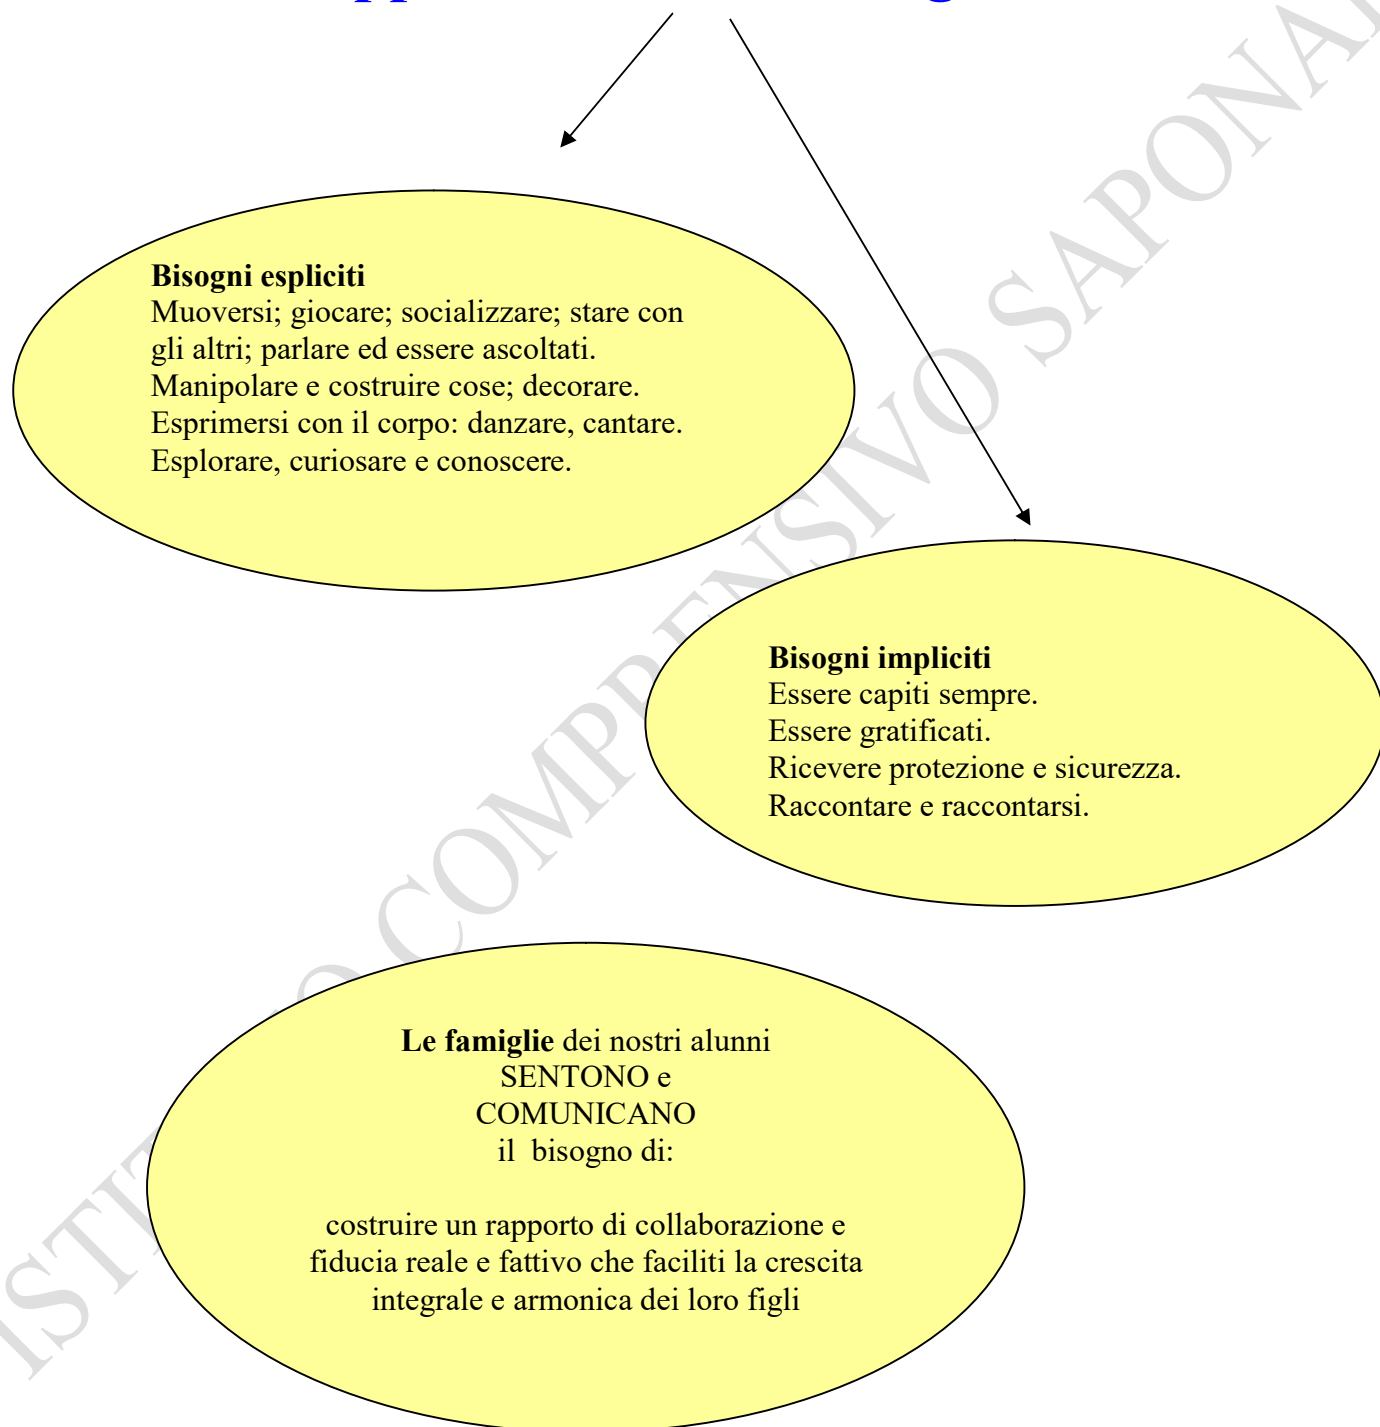 Bisogni espliciti
Muoversi; giocare; socializzare; stare con
gli altri; parlare ed essere ascoltati.
Manipolare e costruire cose; decorare.
Esprimersi con il corpo: danzare, cantare.
Esplorare, curiosare e conoscere.
Bisogni impliciti
Essere capiti sempre.
Essere gratificati.
Ricevere protezione e sicurezza.
Raccontare e raccontarsi.
Le famiglie dei nostri alunni
SENTONO e
COMUNICANO
il bisogno di:
costruire un rapporto di collaborazione e
fiducia reale e fattivo che faciliti la crescita
integrale e armonica dei loro figli